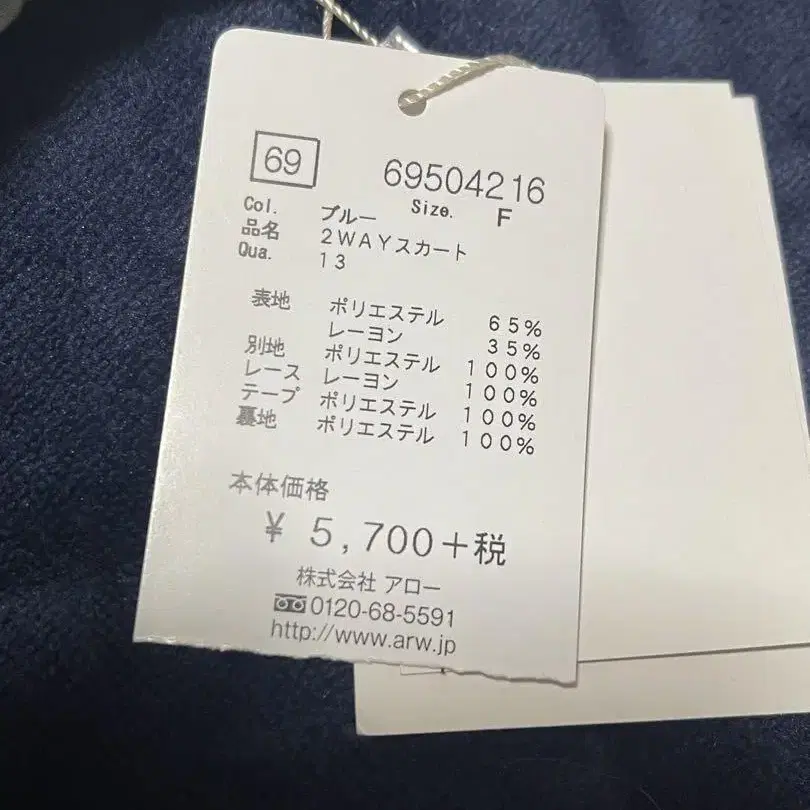 69 69504216
Col. ブルー Size. F
品名 2WAYスカート
Qua. 13
表地 ポリエステル 65%
レーヨン 35%
別地 ポリエステル 100%
レース レーヨン 100%
テープ ポリエステル 100%
裏地 ポリエステル 100%
本体価格
¥ 5,700+税
株式会社 アロー
0120-68-5591
http://www.arw.jp